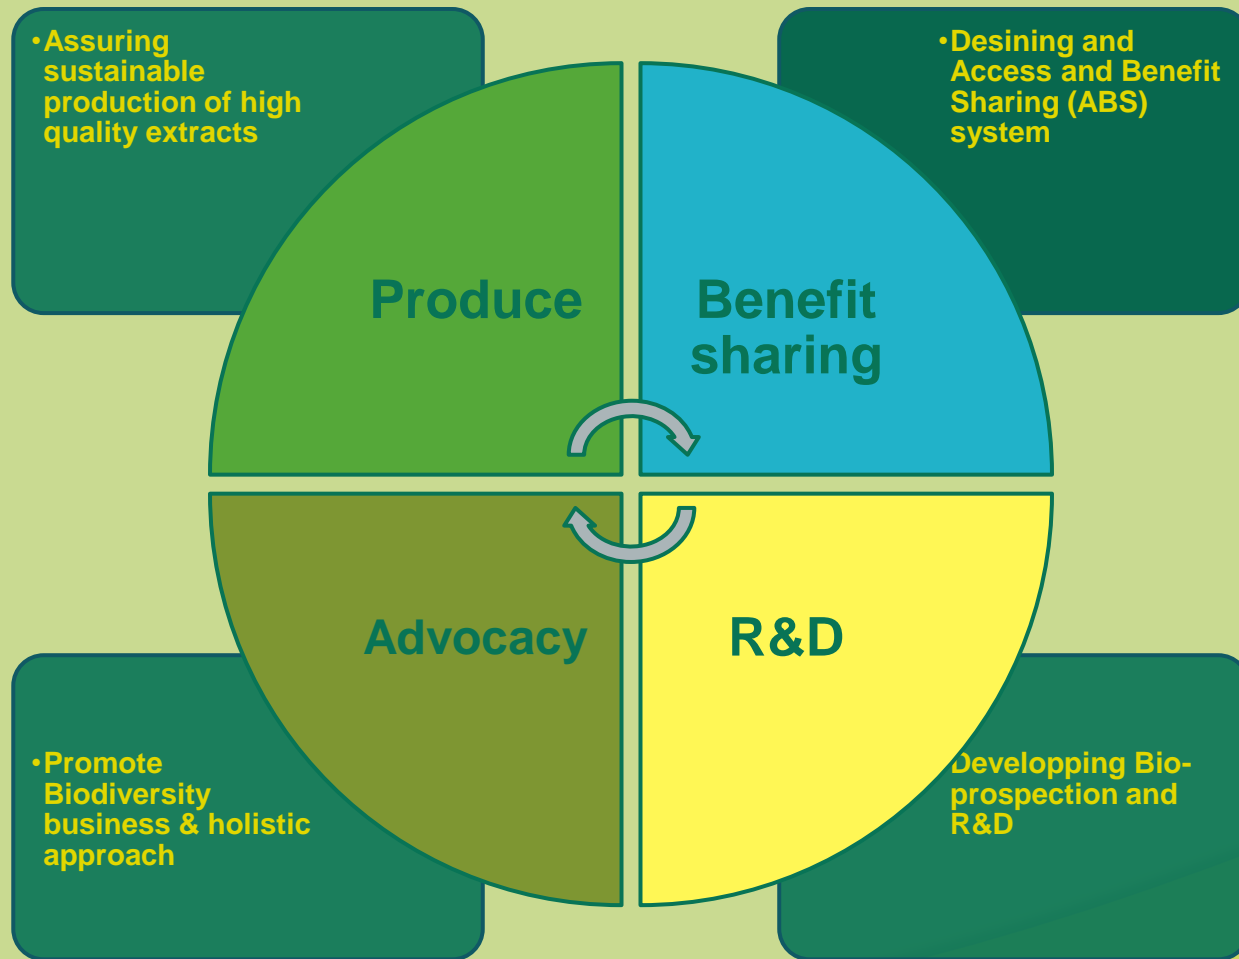 •Assuring
sustainable
production of high
quality extracts
•Desining and
Access and Benefit
Sharing (ABS)
system
Produce
Benefit
sharing
Advocacy
R&D
•Promote
Biodiversity
business & holistic
approach
Developping Bio-
prospection and
R&D